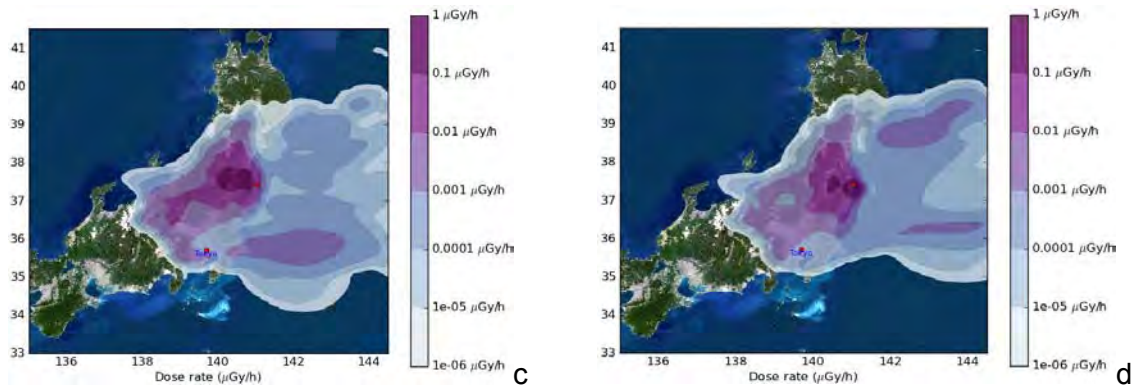 1 μGy/h
0.1 μGy/h
0.01 μGy/h
0.001 μGy/h
0.0001 μGy/h
1e-05 μGy/h
1e-06 μGy/h
41
40
39
38
37
36
35
34
33
136
138
140
142
144
Tokyo
Dose rate (μGy/h)
c
1 μGy/h
0.1 μGy/h
0.01 μGy/h
0.001 μGy/h
0.0001 μGy/h
1e-05 μGy/h
1e-06 μGy/h
41
40
39
38
37
36
35
34
33
136
138
140
142
144
Tokyo
Dose rate (μGy/h)
d